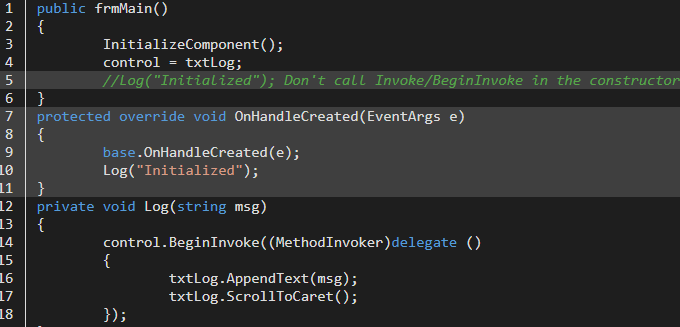 1 public frmMain()
2 {
3 InitializeComponent();
4 control = txtLog;
5 //Log("Initialized"); Don't call Invoke/BeginInvoke in the constructor
6 }
7 protected override void OnHandleCreated(EventArgs e)
8 {
9 base.OnHandleCreated(e);
10 Log("Initialized");
11 }
12 private void Log(string msg)
13 {
14 control.BeginInvoke((MethodInvoker)delegate ()
15 {
16 txtLog.AppendText(msg);
17 txtLog.ScrollToCaret();
18 });